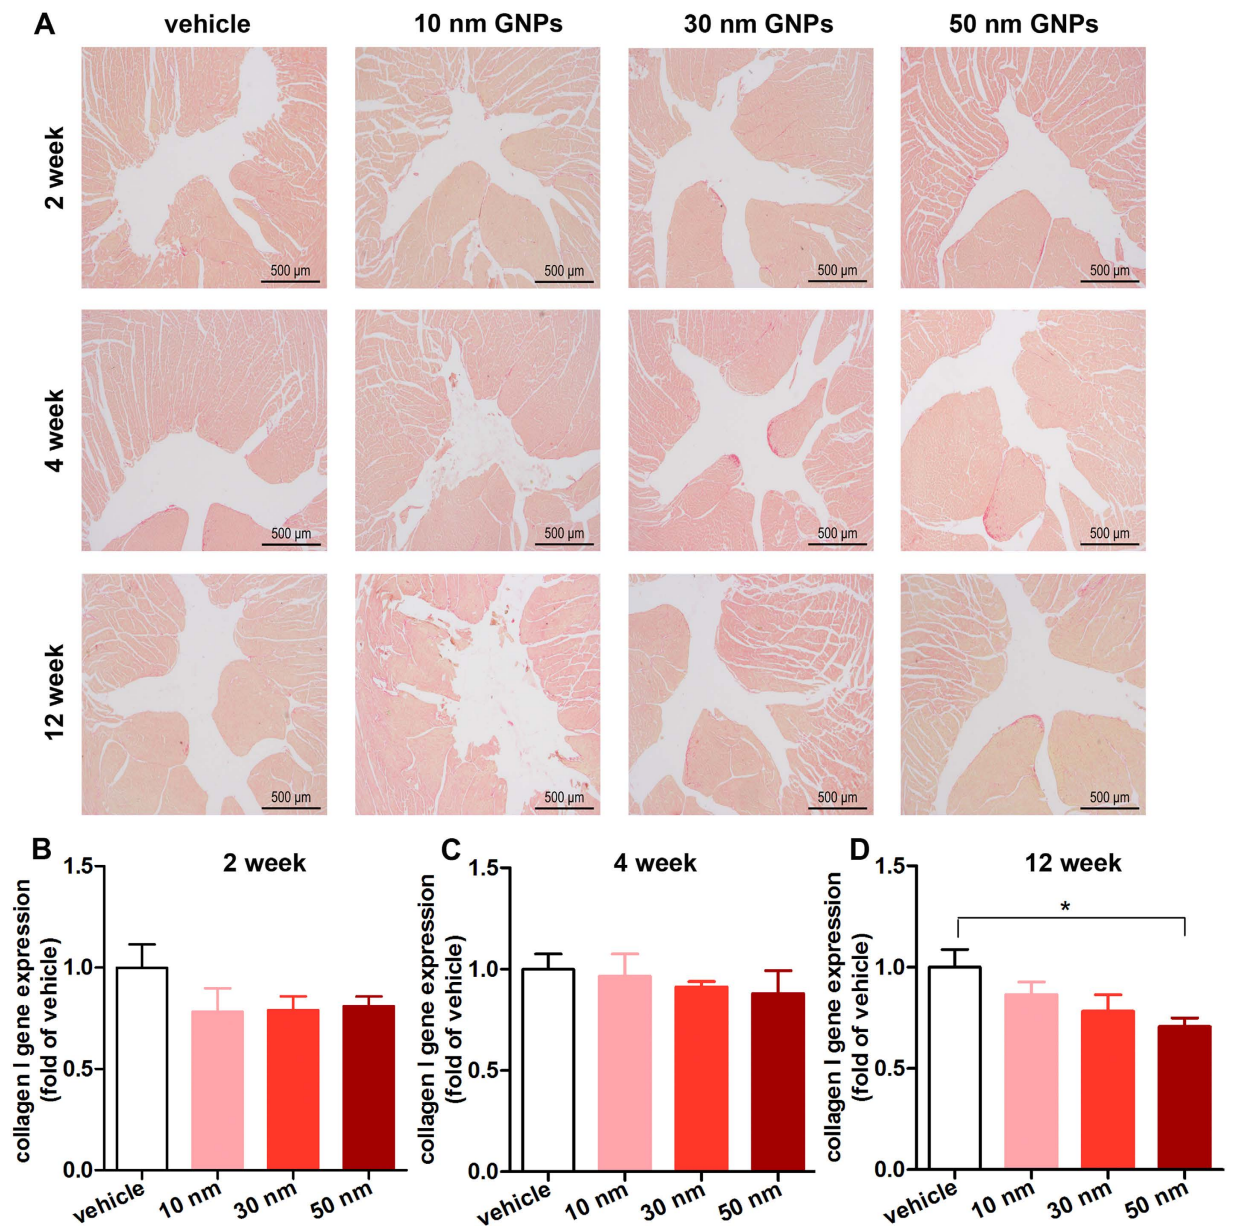 A
vehicle
10 nm GNPs
30 nm GNPs
50 nm GNPs
2 week
500 µm
500 µm
500 µm
500 µm
4 week
500 µm
500 µm
500 µm
500 µm
12 week
500 µm
500 µm
500 µm
500 µm
B
2 week
collagen I gene expression
(fold of vehicle)
1.5
1.0
0.5
0.0
vehicle
10 nm
30 nm
50 nm
C
4 week
collagen I gene expression
(fold of vehicle)
1.5
1.0
0.5
0.0
vehicle
10 nm
30 nm
50 nm
D
12 week
collagen I gene expression
(fold of vehicle)
1.5
1.0
0.5
0.0
*
vehicle
10 nm
30 nm
50 nm